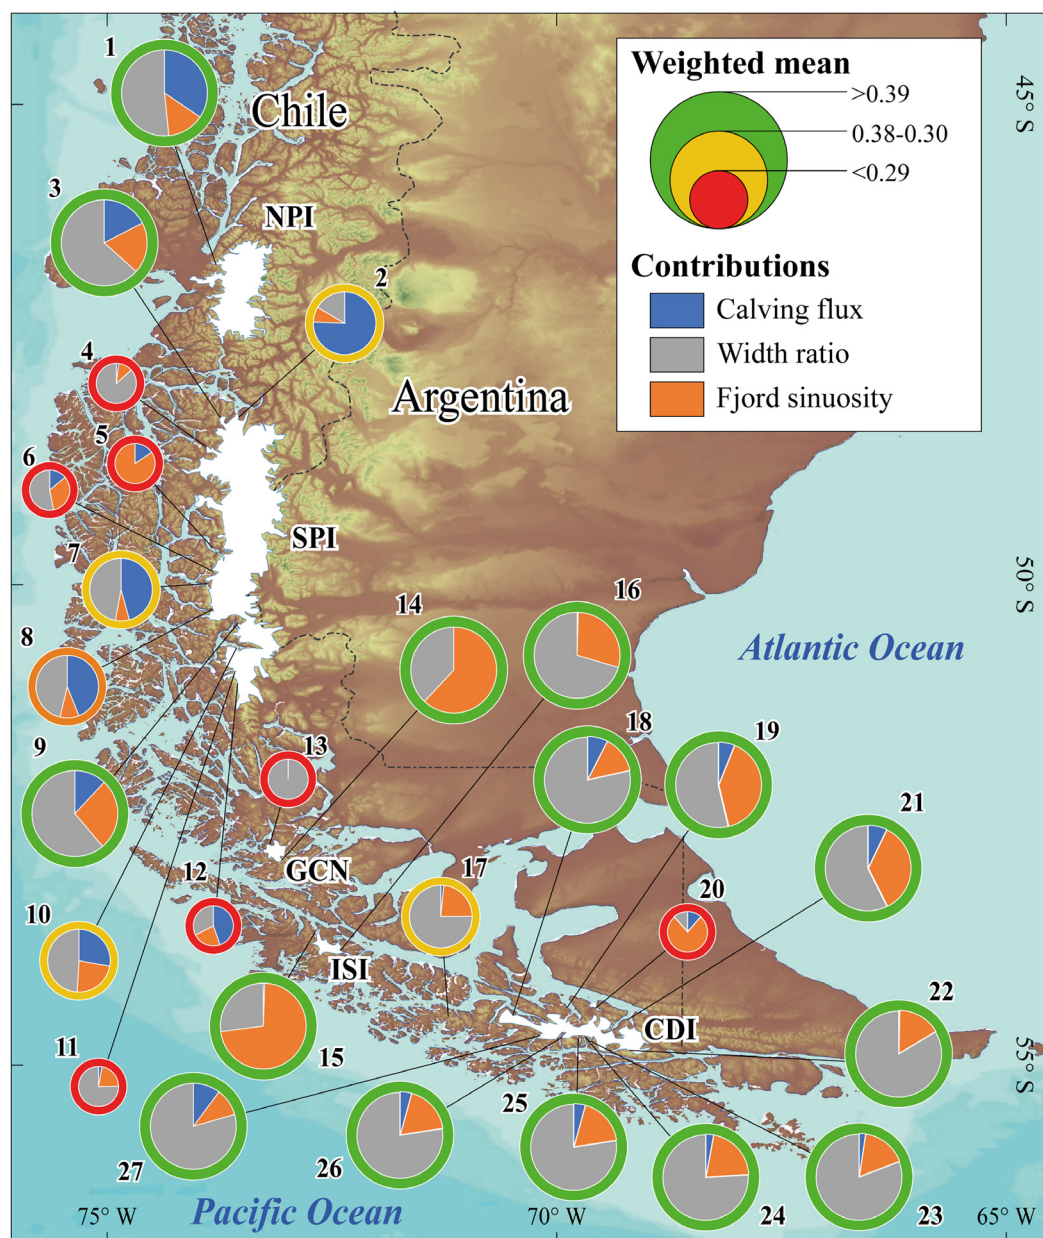 1
Chile
45° S
Weighted mean
>0.39
0.38-0.30
<0.29
Contributions
Calving flux
Width ratio
Fjord sinuosity
3
NPI
2
4
Argentina
5
6
SPI
7
50° S
14
16
8
Atlantic Ocean
9
13
18
19
21
GCN
12
17
20
10
ISI
22
CDI
11
15
55° S
25
27
26
24
23
Pacific Ocean
75° W
70° W
65° W